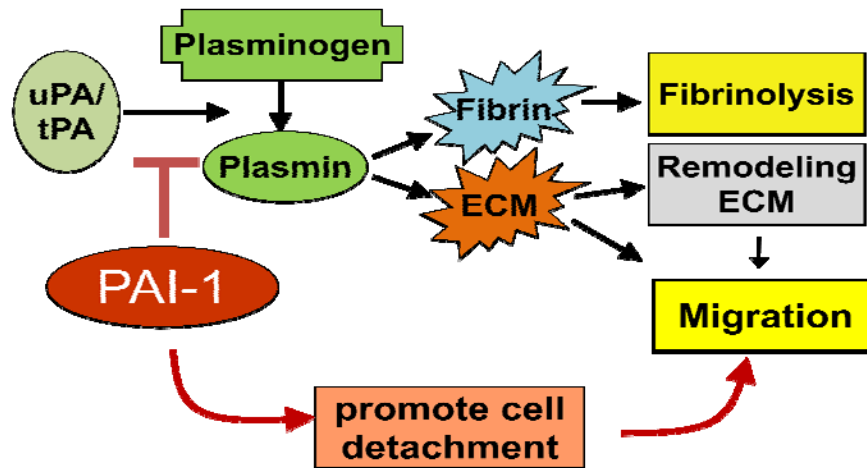 Plasminogen
uPA/
tPA
Plasmin
Fibrin
Fibrinolysis
ECM
Remodeling
ECM
PAI-1
Migration
promote cell
detachment